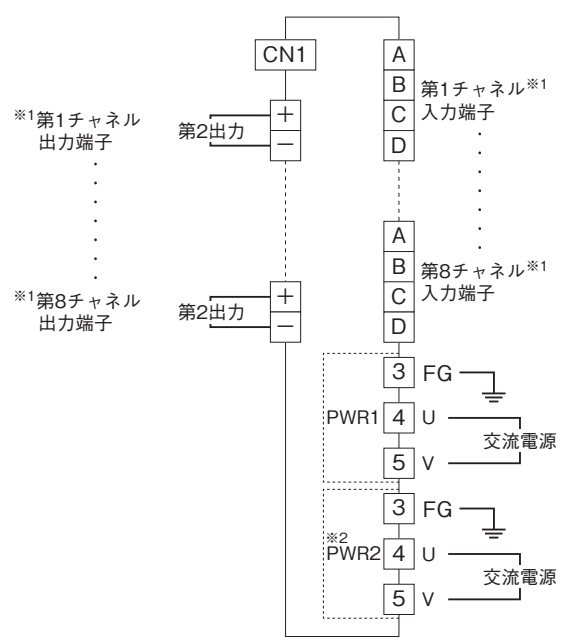 CN1
A
B
C
D
第1チャネル※1
入力端子
※1第1チャネル
出力端子
第2出力
+
−
A
B
C
D
第8チャネル※1
入力端子
※1第8チャネル
出力端子
第2出力
+
−
PWR1
3 FG
4 U
5 V
交流電源
※2
PWR2
3 FG
4 U
5 V
交流電源